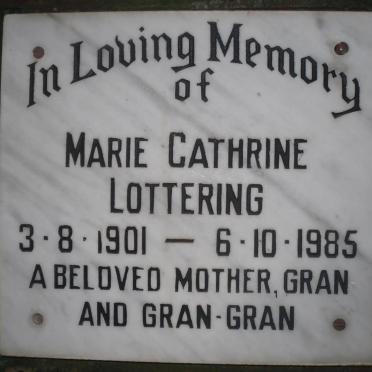 In Loving Memory
of
MARIE CATHRINE
LOTTERING
3·8·1901 — 6·10·1985
A BELOVED MOTHER, GRAN
AND GRAN-GRAN